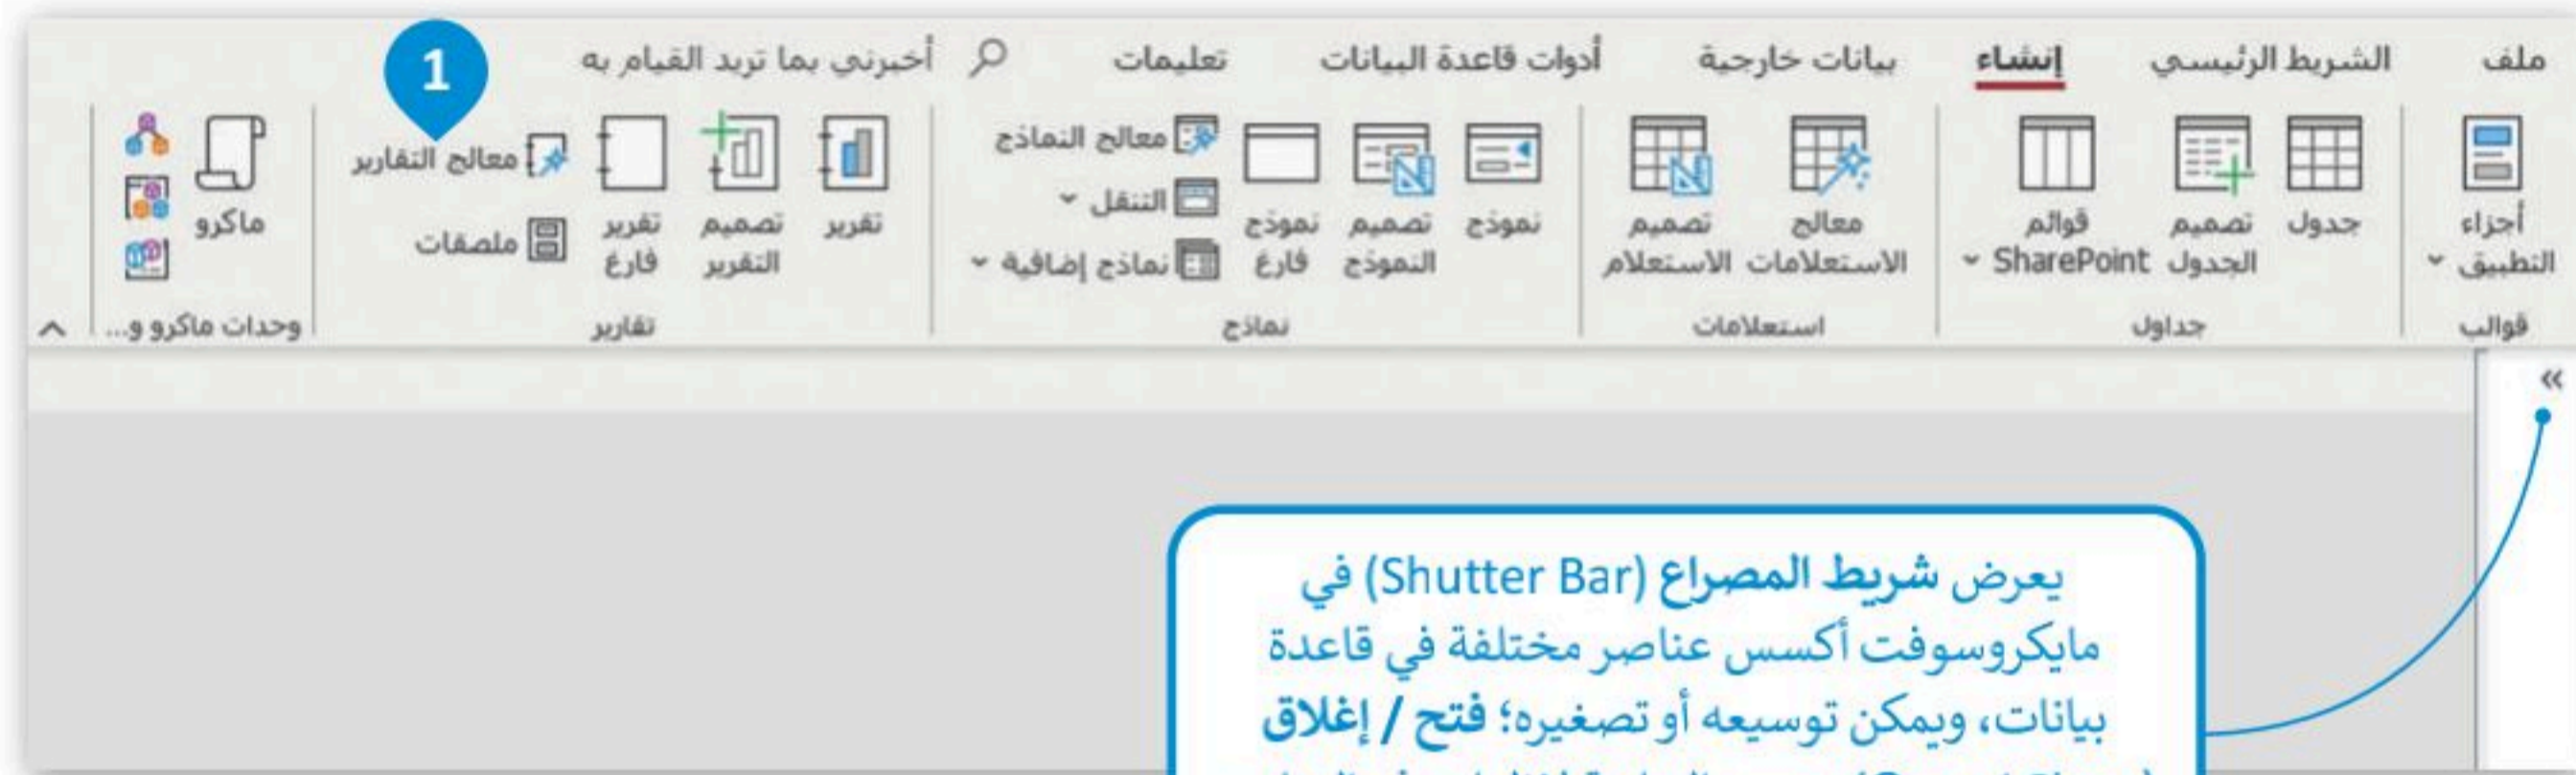 ملف الشريط الرئيسي إنشاء بيانات خارجية أدوات قاعدة البيانات تعليمات أخبرني بما تريد القيام به
1
أجزاء
التطبيق
قوالب
جدول
تصميم
الجدول
قوائم
SharePoint
جداول
معالج
الاستعلامات
تصميم
الاستعلام
استعلامات
نموذج
تصميم
النموذج
نموذج
فارغ
معالج النماذج
التنقل
نماذج إضافية
نماذج
تقرير
تصميم
التقرير
تقرير
فارغ
معالج التقارير
ملصقات
تقارير
ماكرو
وحدات ماكرو و...
يعرض شريط المصراع (Shutter Bar) في
مايكروسوفت أكسس عناصر مختلفة في قاعدة
بيانات، ويمكن توسيعه أو تصغيره؛ فتح / إغلاق